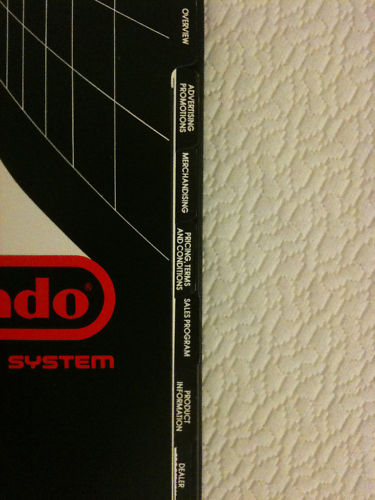 OVERVIEW
ADVERTISING
PROMOTIONS
MERCHANDISING
PRICING, TERMS
AND CONDITIONS
SALES PROGRAM
PRODUCT
INFORMATION
DEALER
ndo®
SYSTEM